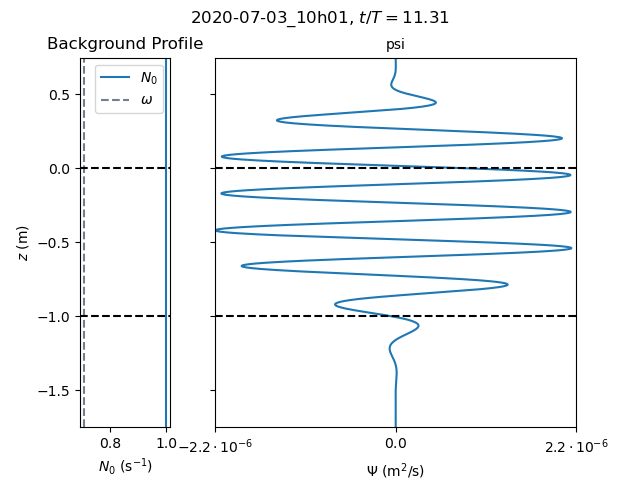 2020-07-03_10h01, t/T = 11.31
Background Profile
psi
N₀
ω
0.5
0.0
−0.5
−1.0
−1.5
z (m)
0.8
1.0
−2.2 · 10⁻⁶
0.0
2.2 · 10⁻⁶
N₀ (s⁻¹)
Ψ (m²/s)